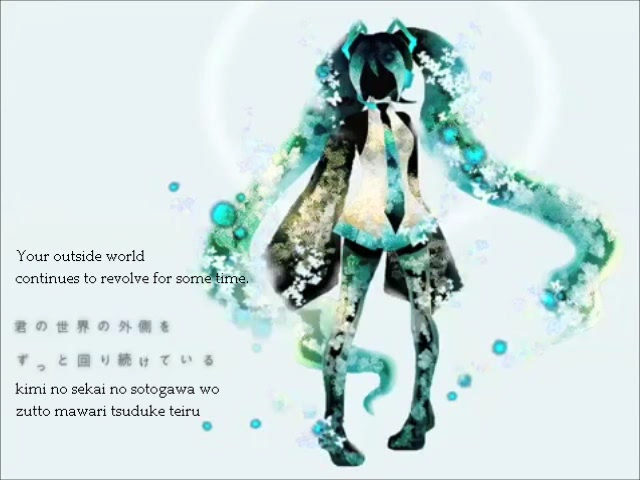 Your outside world
continues to revolve for some time.
君の世界の外側を
ずっと回り続けている
kimi no sekai no sotogawa wo
zutto mawari tsuduke teiru